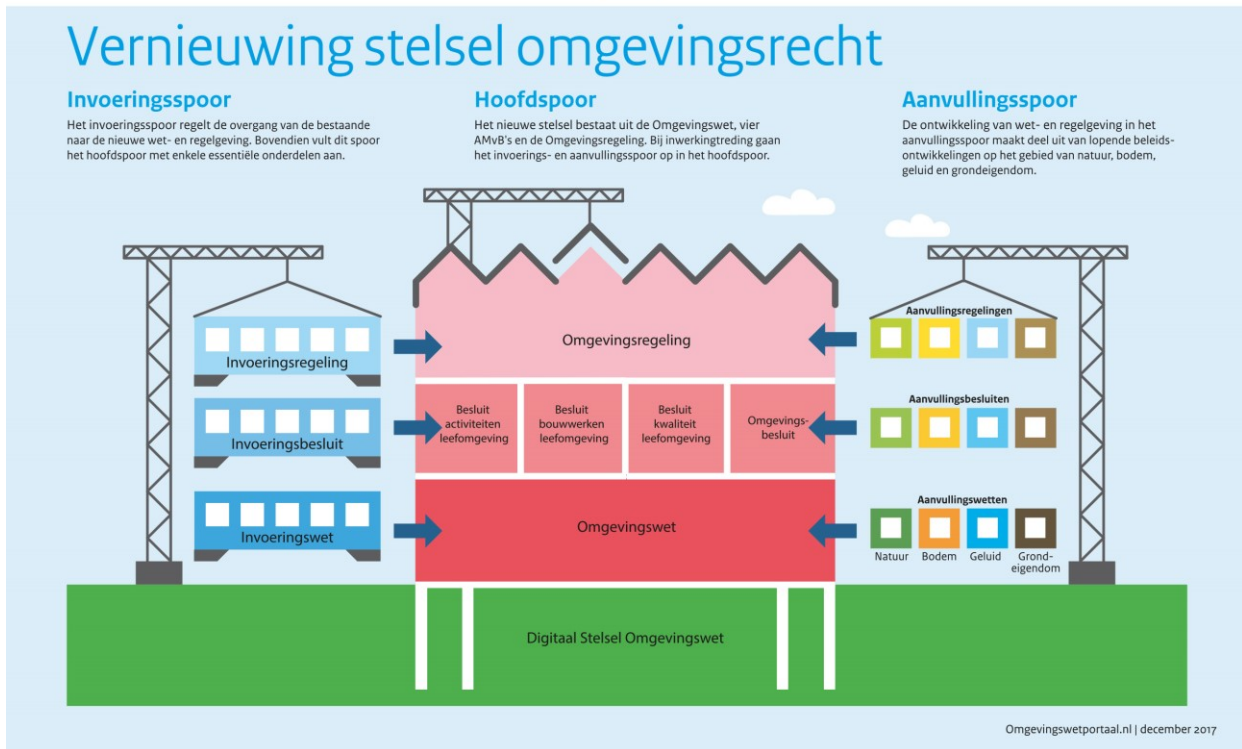 Vernieuwing stelsel omgevingsrecht
Invoeringsspoor
Het invoeringsspoor regelt de overgang van de bestaande
naar de nieuwe wet- en regelgeving. Bovendien vult dit spoor
het hoofdspoor met enkele essentiële onderdelen aan.
Hoofdspoor
Het nieuwe stelsel bestaat uit de Omgevingswet, vier
AMvB's en de Omgevingsregeling. Bij inwerkingtreding gaan
het invoerings- en aanvullingsspoor op in het hoofdspoor.
Aanvullingsspoor
De ontwikkeling van wet- en regelgeving in het
aanvullingsspoor maakt deel uit van lopende beleids-
ontwikkelingen op het gebied van natuur, bodem,
geluid en grondeigendom.
Invoeringsregeling
Invoeringsbesluit
Invoeringswet
Omgevingsregeling
Besluit
activiteiten
leefomgeving
Besluit
bouwwerken
leefomgeving
Besluit
kwaliteit
leefomgeving
Omgevings-
besluit
Omgevingswet
Digitaal Stelsel Omgevingswet
Aanvullingsregelingen
Aanvullingsbesluiten
Aanvullingswetten
Natuur
Bodem
Geluid
Grond-
eigendom
Omgevingswetportaal.nl | december 2017